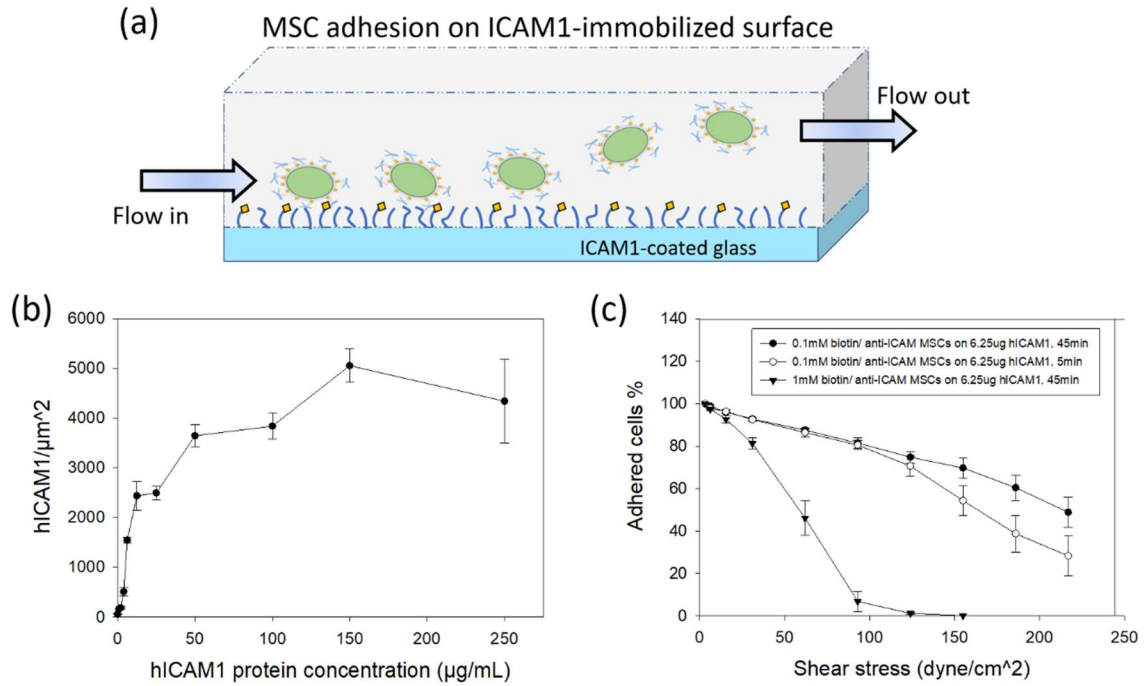 (a)
MSC adhesion on ICAM1-immobilized surface
Flow out
Flow in
ICAM1-coated glass
(b)
6000
5000
4000
3000
2000
1000
0
hICAM1/µm^2
0 50 100 150 200 250
hICAM1 protein concentration (µg/mL)
(c)
140
120
100
80
60
40
20
0
Adhered cells %
0.1mM biotin/ anti-ICAM MSCs on 6.25ug hICAM1, 45min
0.1mM biotin/ anti-ICAM MSCs on 6.25ug hICAM1, 5min
1mM biotin/ anti-ICAM MSCs on 6.25ug hICAM1, 45min
0 50 100 150 200
Shear stress (dyne/cm^2)